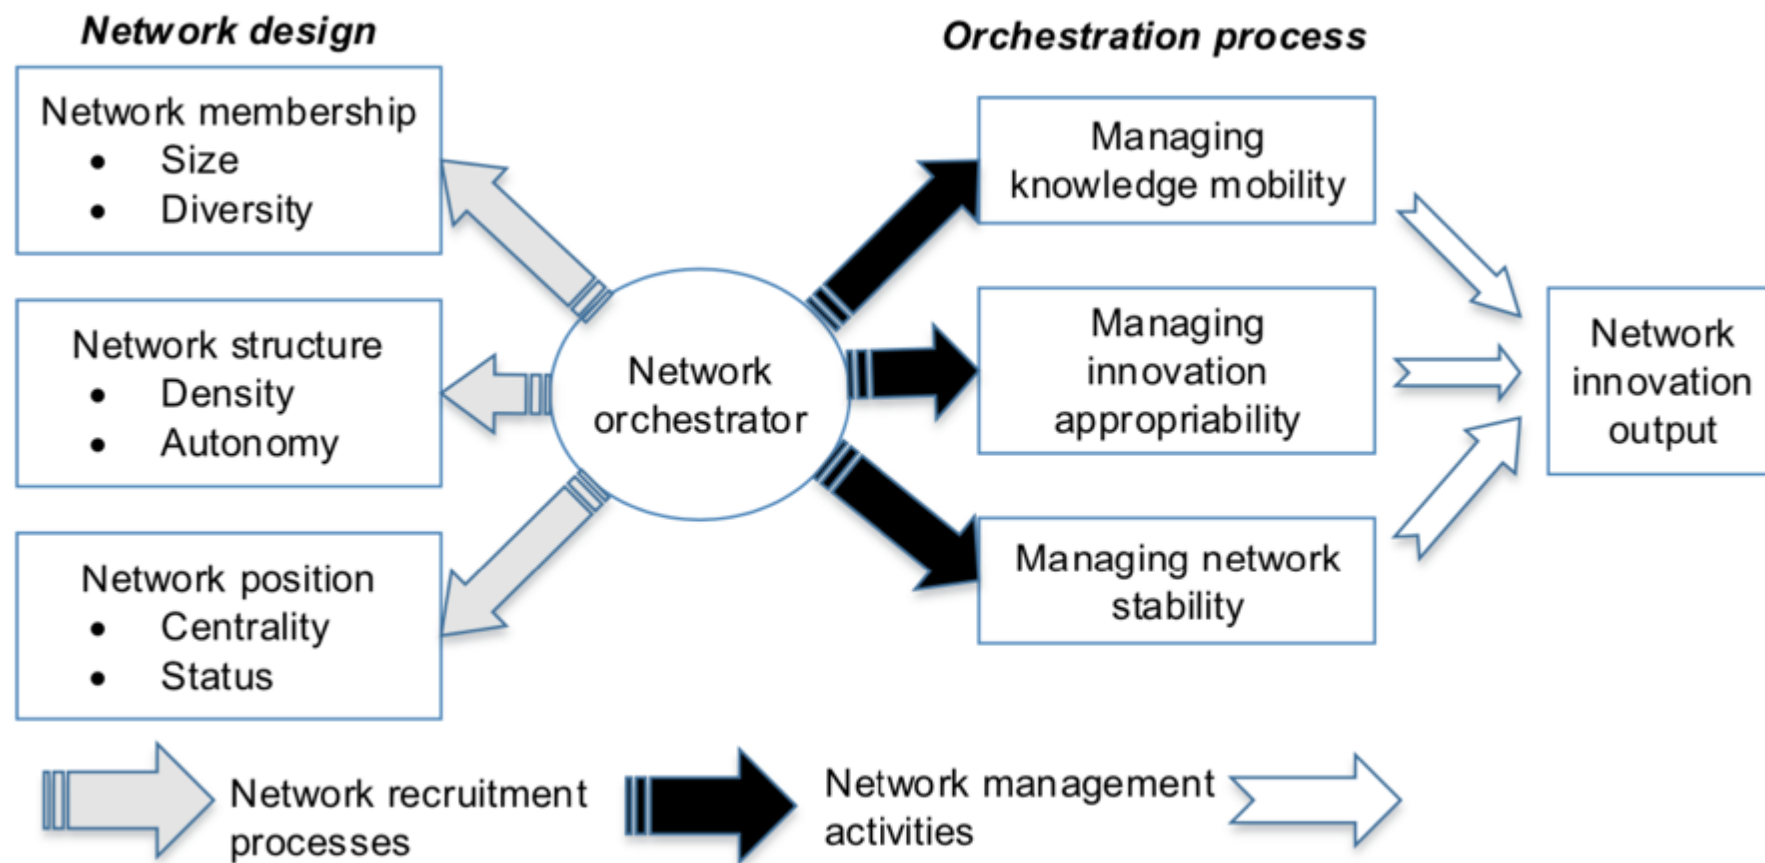 Network design
Network membership
• Size
• Diversity
Network structure
• Density
• Autonomy
Network position
• Centrality
• Status
Network
orchestrator
Orchestration process
Managing
knowledge mobility
Managing
innovation
appropriability
Managing network
stability
Network
innovation
output
Network recruitment
processes
Network management
activities